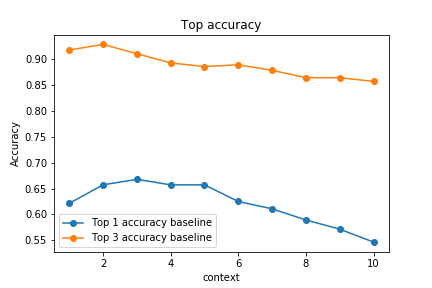 Top accuracy
Accuracy
0.90
0.85
0.80
0.75
0.70
0.65
0.60
0.55
Top 1 accuracy baseline
Top 3 accuracy baseline
2 4 6 8 10
context